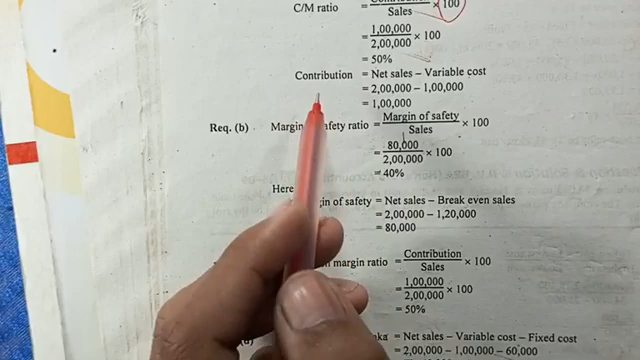 C/M ratio = Contribution/Sales × 100
= 1,00,000/2,00,000 × 100
= 50%
Contribution = Net sales − Variable cost
= 2,00,000 − 1,00,000
= 1,00,000
Req. (b) Margin safety ratio = Margin of safety/Sales × 100
= 80,000/2,00,000 × 100
= 40%
Here
of safety = Net sales − Break even sales
= 2,00,000 − 1,20,000
= 80,000
margin ratio = Contribution/Sales × 100
= 1,00,000/2,00,000 × 100
= 50%
= Net sales − Variable cost − Fixed cost
= 2,00,000 − 1,00,000 − 60,000